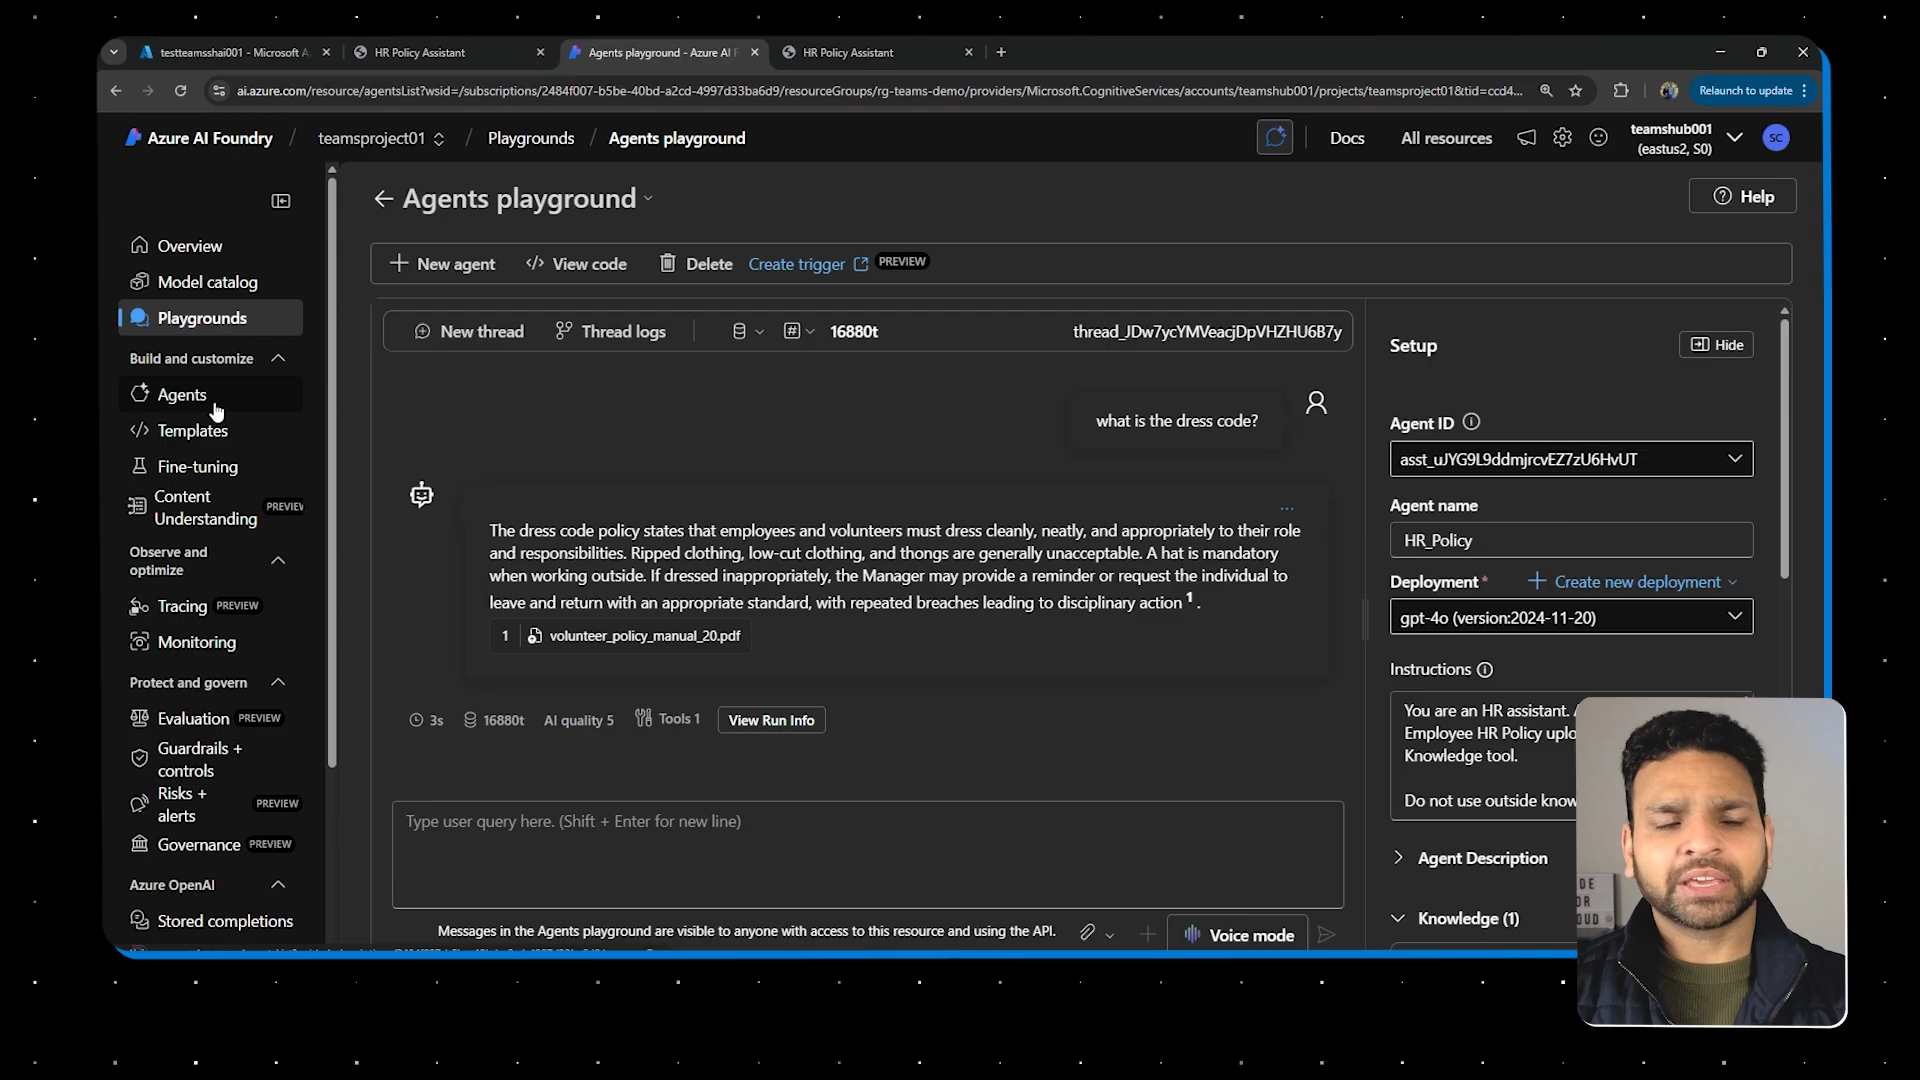 testteamsshai001 - Microsoft A
HR Policy Assistant
Agents playground - Azure AI F
HR Policy Assistant
ai.azure.com/resource/agentsList?wsid=/subscriptions/2484f007-b5be-40bd-a2cd-4997d33ba6d9/resourceGroups/rg-teams-demo/providers/Microsoft.CognitiveServices/accounts/teamshub001/projects/teamsproject01&tid=ccd4...
Relaunch to update
Azure AI Foundry / teamsproject01 / Playgrounds / Agents playground
Docs
All resources
teamshub001
(eastus2, S0)
SC
Agents playground
Help
Overview
Model catalog
Playgrounds
Build and customize
Agents
Templates
Fine-tuning
Content
Understanding
PREVIEW
Observe and
optimize
Tracing PREVIEW
Monitoring
Protect and govern
Evaluation PREVIEW
Guardrails +
controls
Risks +
alerts
PREVIEW
Governance PREVIEW
Azure OpenAI
Stored completions
New agent
View code
Delete
Create trigger PREVIEW
New thread
Thread logs
16880t
thread_JDw7ycYMVeacjDpVHZHU6B7y
what is the dress code?
...
The dress code policy states that employees and volunteers must dress cleanly, neatly, and appropriately to their role
and responsibilities. Ripped clothing, low-cut clothing, and thongs are generally unacceptable. A hat is mandatory
when working outside. If dressed inappropriately, the Manager may provide a reminder or request the individual to
leave and return with an appropriate standard, with repeated breaches leading to disciplinary action 1 .
1 volunteer_policy_manual_20.pdf
3s 16880t AI quality 5 Tools 1 View Run Info
Type user query here. (Shift + Enter for new line)
Messages in the Agents playground are visible to anyone with access to this resource and using the API.
Voice mode
Setup
Hide
Agent ID
asst_uJYG9L9ddmjrcvEZ7zU6HvUT
Agent name
HR_Policy
Deployment* Create new deployment
gpt-4o (version:2024-11-20)
Instructions
You are an HR assistant.
Employee HR Policy uplo
Knowledge tool.
Do not use outside know
Agent Description
Knowledge (1)
DE
OR
OUD